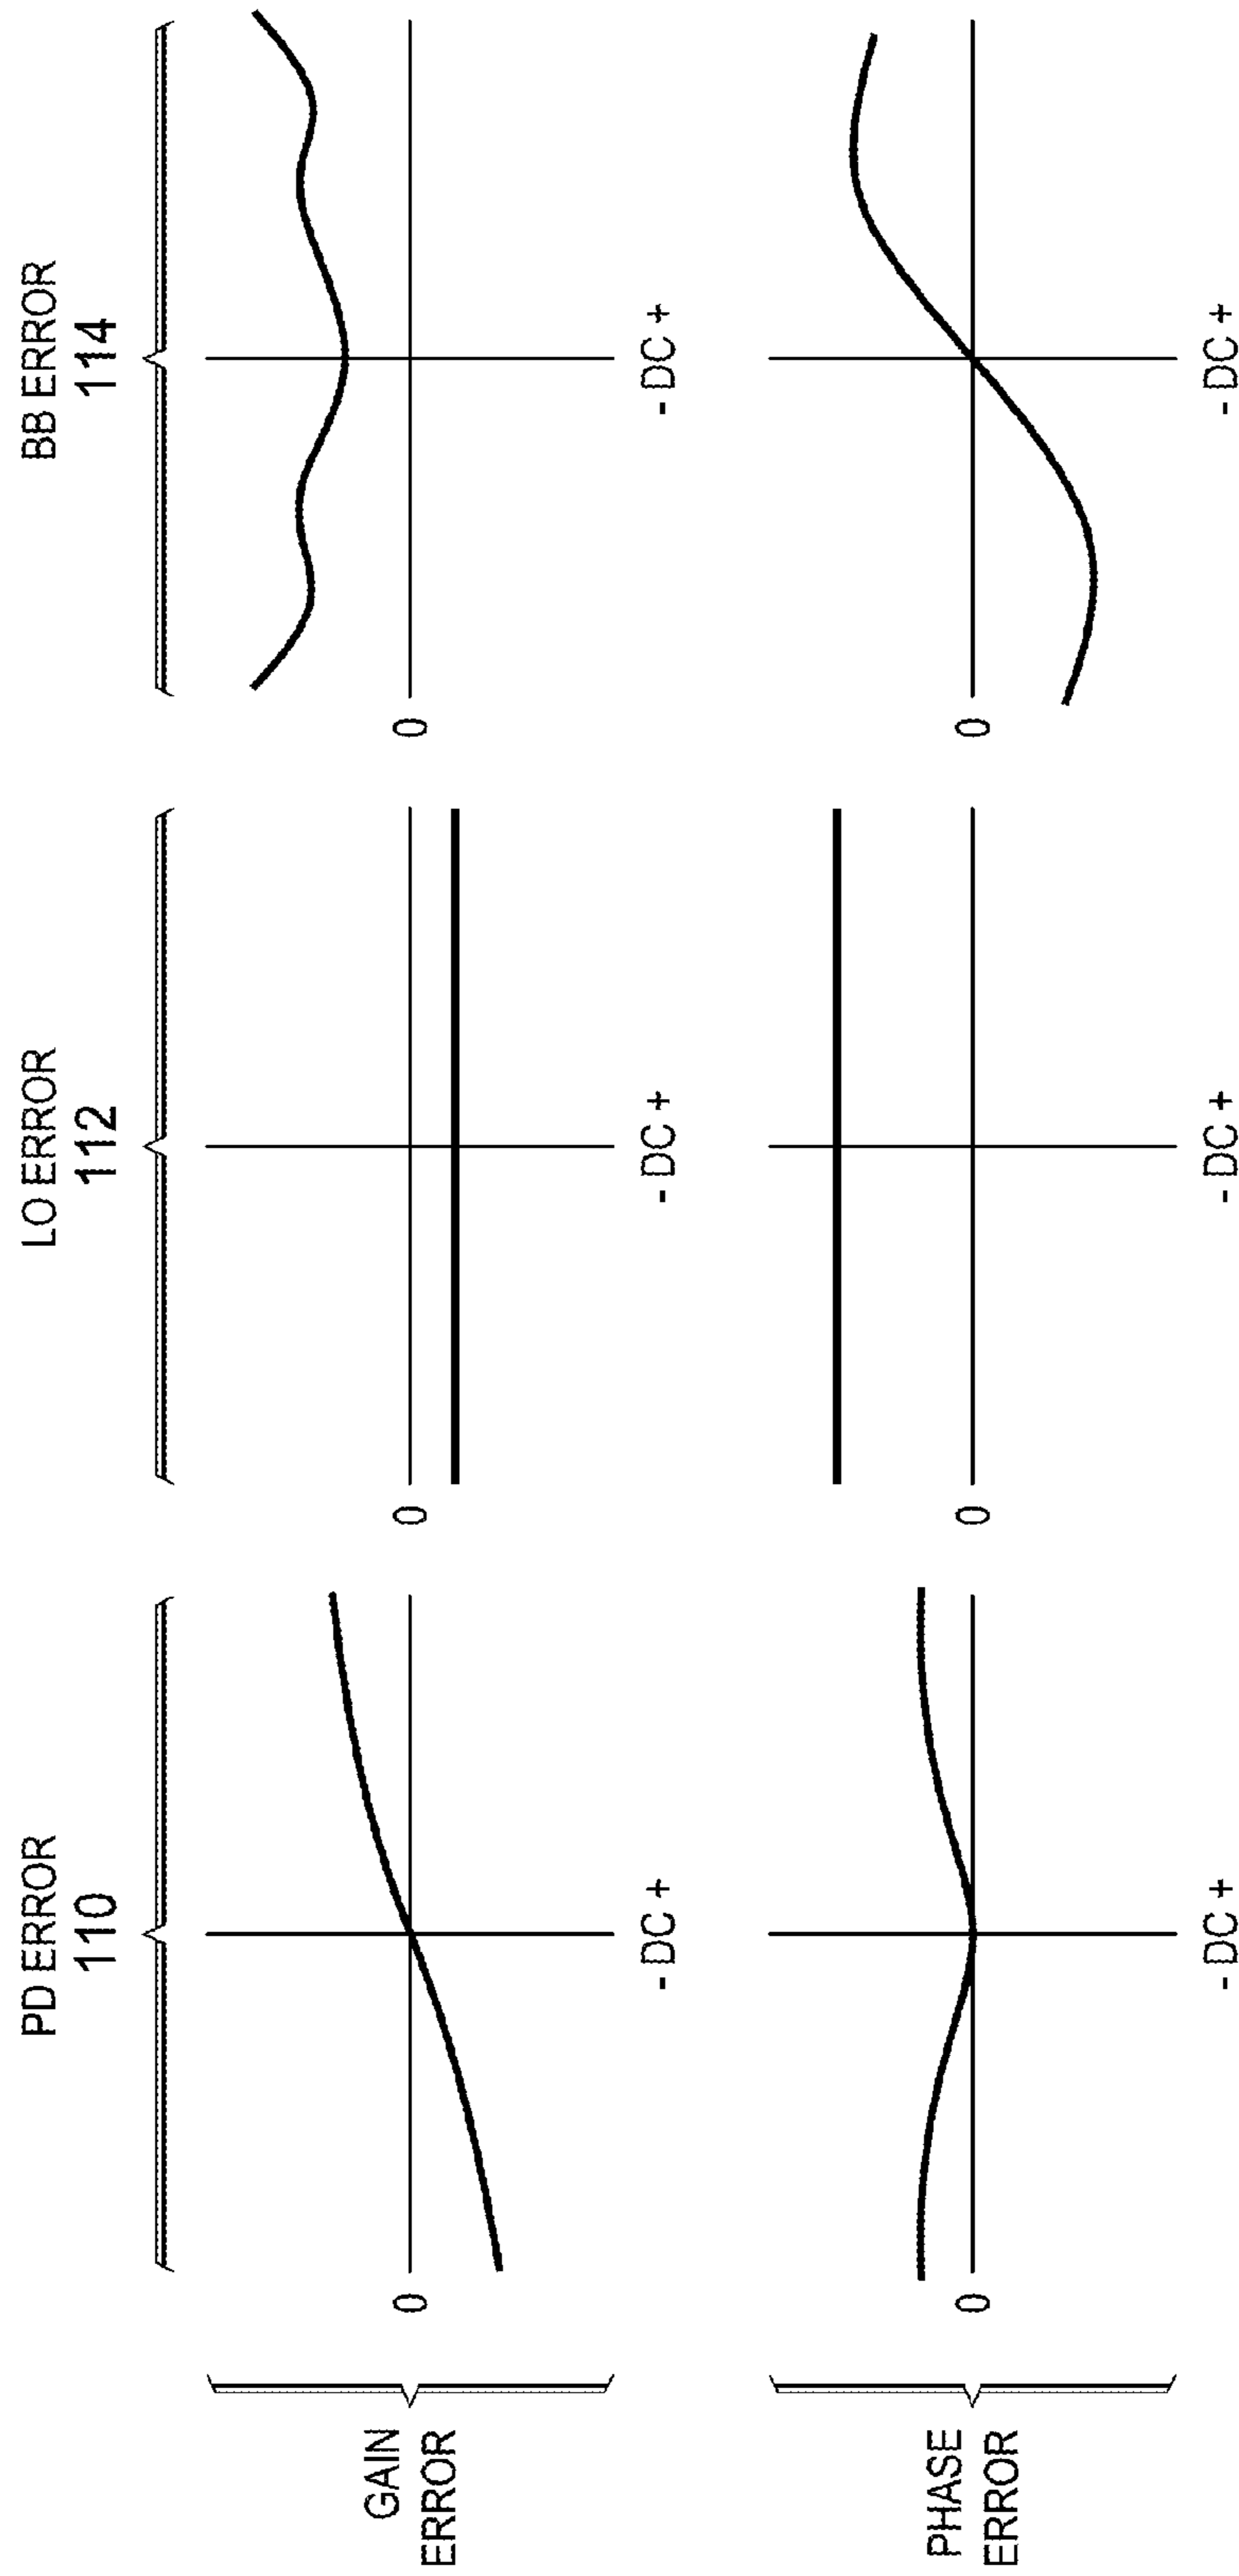 PD ERROR
110
LO ERROR
112
BB ERROR
114
GAIN
ERROR
0
0
0
- DC +
- DC +
- DC +
PHASE
ERROR
0
0
0
- DC +
- DC +
- DC +